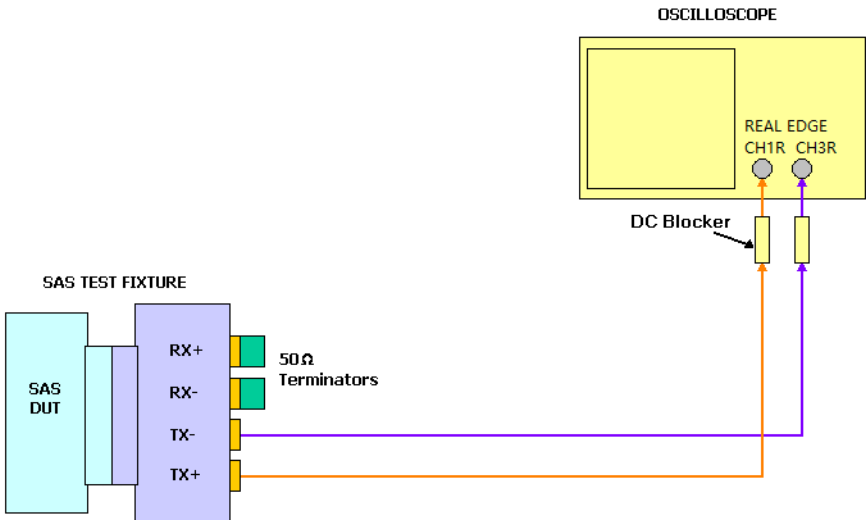 OSCILLOSCOPE
REAL EDGE
CH1R CH3R
DC Blocker
SAS TEST FIXTURE
SAS
DUT
RX+
RX-
TX-
TX+
50Ω
Terminators